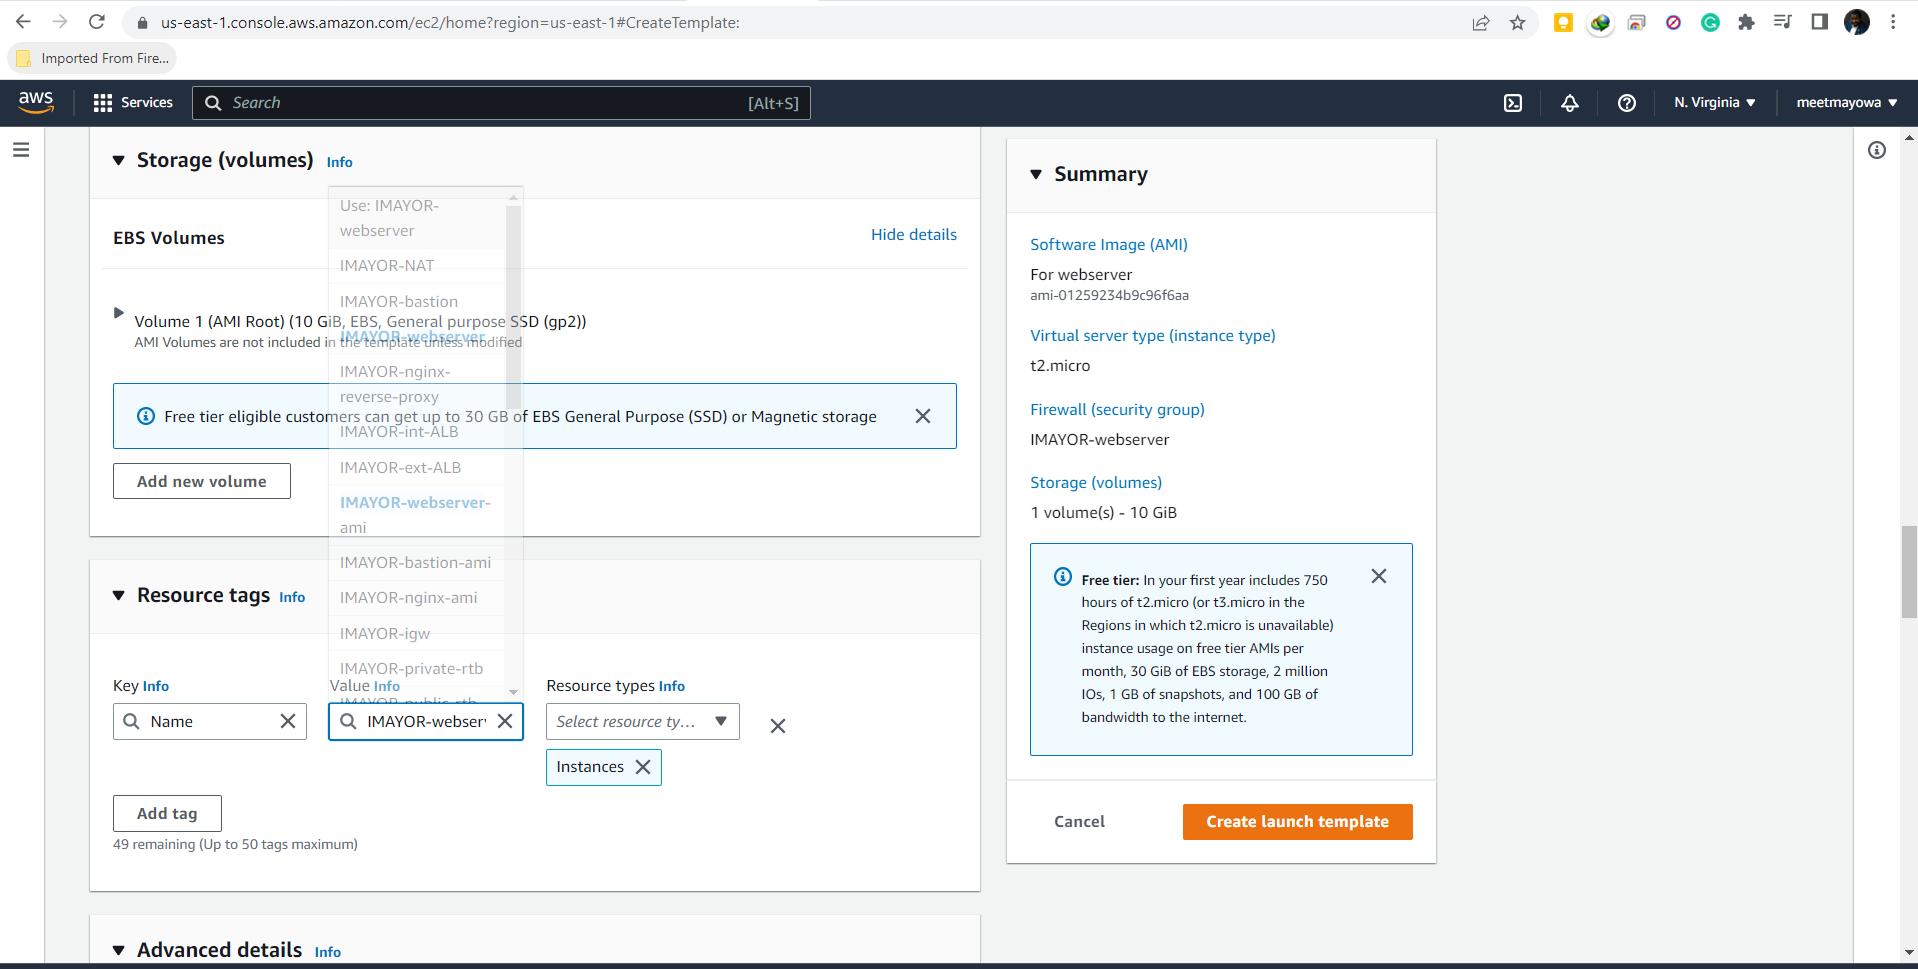 us-east-1.console.aws.amazon.com/ec2/home?region=us-east-1#CreateTemplate:
Imported From Fire...
aws
Services
Search
[Alt+S]
N. Virginia
meetmayowa
Storage (volumes) Info
EBS Volumes
Hide details
Volume 1 (AMI Root) (10 GiB, EBS, General purpose SSD (gp2))
AMI Volumes are not included in the template unless modified
Free tier eligible customers can get up to 30 GB of EBS General Purpose (SSD) or Magnetic storage
Add new volume
Use: IMAYOR-
webserver
IMAYOR-NAT
IMAYOR-bastion
IMAYOR-webserver
IMAYOR-nginx-
reverse-proxy
IMAYOR-int-ALB
IMAYOR-ext-ALB
IMAYOR-webserver-
ami
IMAYOR-bastion-ami
IMAYOR-nginx-ami
IMAYOR-igw
IMAYOR-private-rtb
IMAYOR-public-rtb
Resource tags Info
Key Info
Value Info
Resource types Info
Name
IMAYOR-webser
Select resource ty...
Instances
Add tag
49 remaining (Up to 50 tags maximum)
Advanced details Info
Summary
Software Image (AMI)
For webserver
ami-01259234b9c96f6aa
Virtual server type (instance type)
t2.micro
Firewall (security group)
IMAYOR-webserver
Storage (volumes)
1 volume(s) - 10 GiB
Free tier: In your first year includes 750
hours of t2.micro (or t3.micro in the
Regions in which t2.micro is unavailable)
instance usage on free tier AMIs per
month, 30 GiB of EBS storage, 2 million
IOs, 1 GB of snapshots, and 100 GB of
bandwidth to the internet.
Cancel
Create launch template